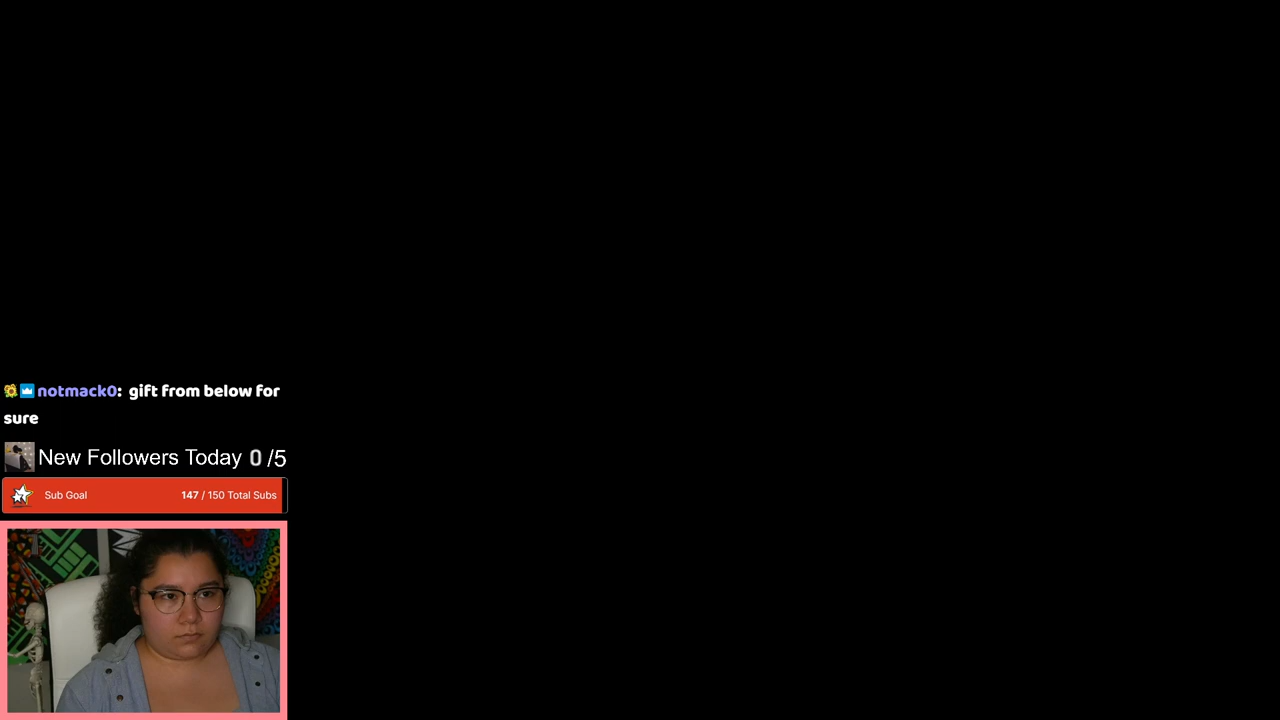 notmack0: gift from below for
sure
New Followers Today 0 /5
Sub Goal 147 / 150 Total Subs